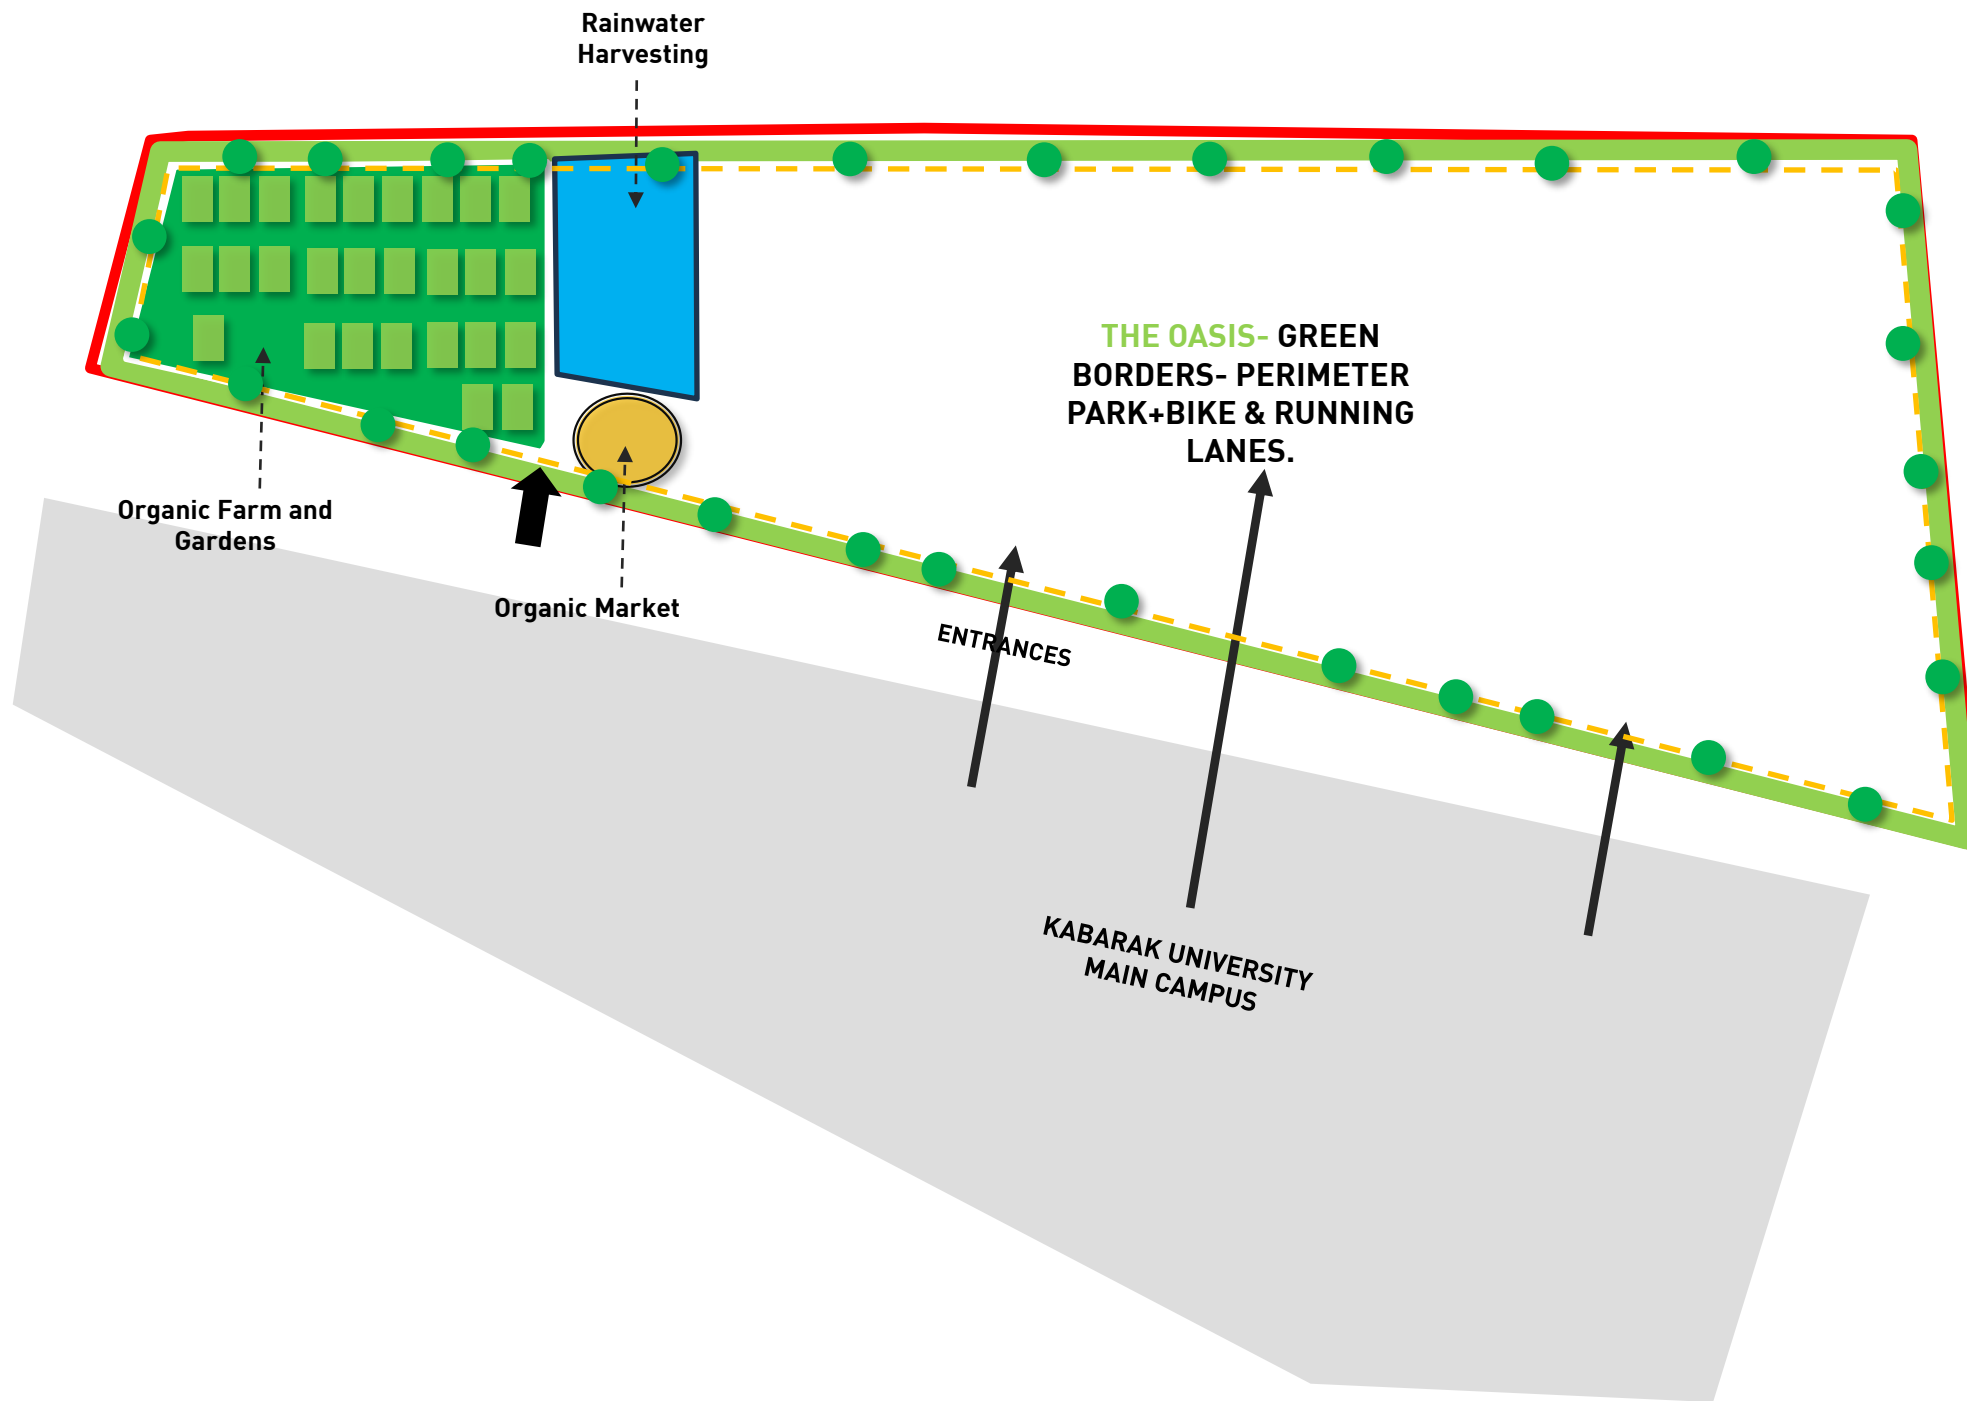 Rainwater
Harvesting
THE OASIS- GREEN
BORDERS- PERIMETER
PARK+BIKE & RUNNING
LANES.
Organic Farm and
Gardens
Organic Market
ENTRANCES
KABARAK UNIVERSITY
MAIN CAMPUS